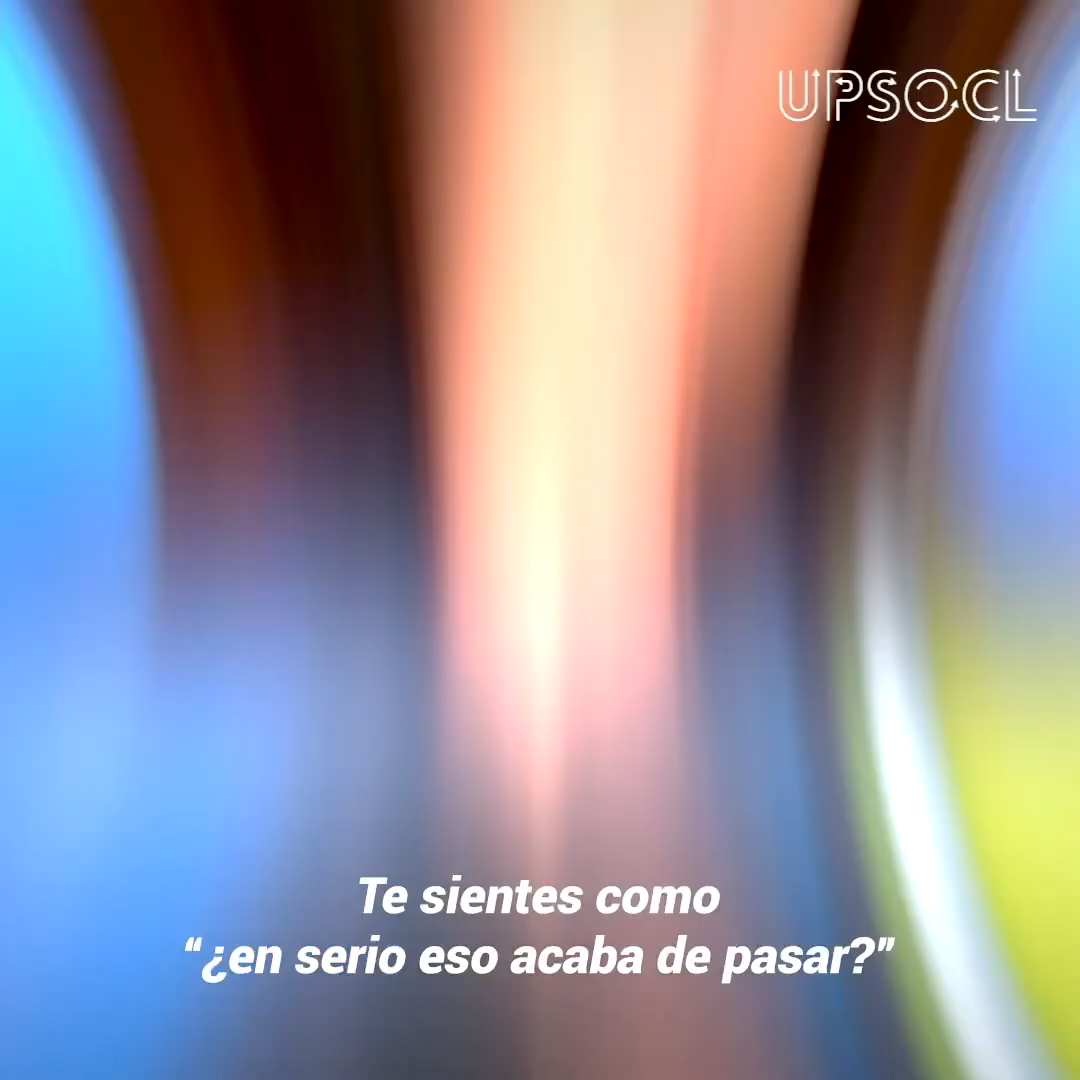 UPSOCL
Te sientes como
“¿en serio eso acaba de pasar?”